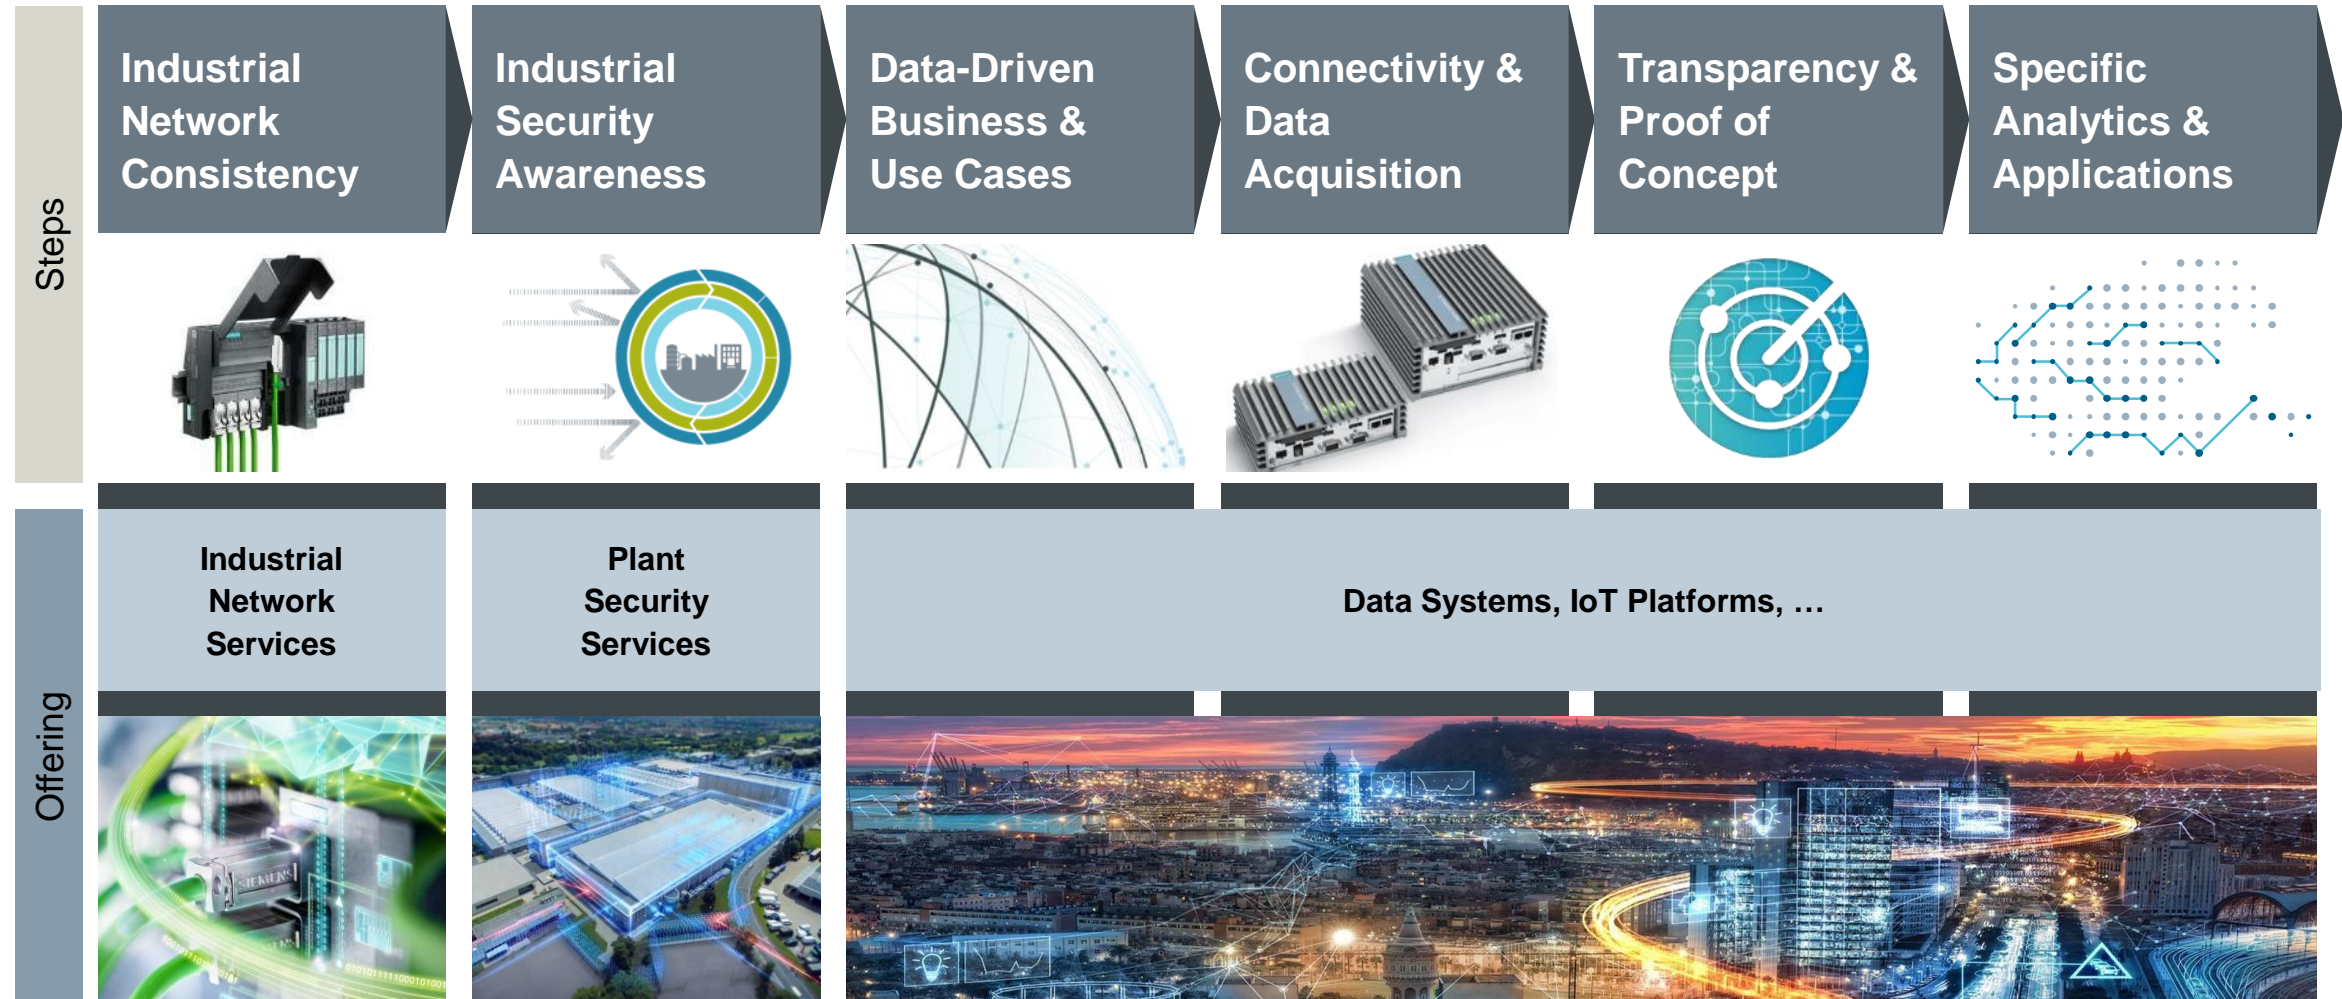 Steps
Industrial
Network
Consistency
Industrial
Security
Awareness
Data-Driven
Business &
Use Cases
Connectivity &
Data
Acquisition
Transparency &
Proof of
Concept
Specific
Analytics &
Applications
Offering
Industrial
Network
Services
Plant
Security
Services
Data Systems, IoT Platforms, …
SIEMENS